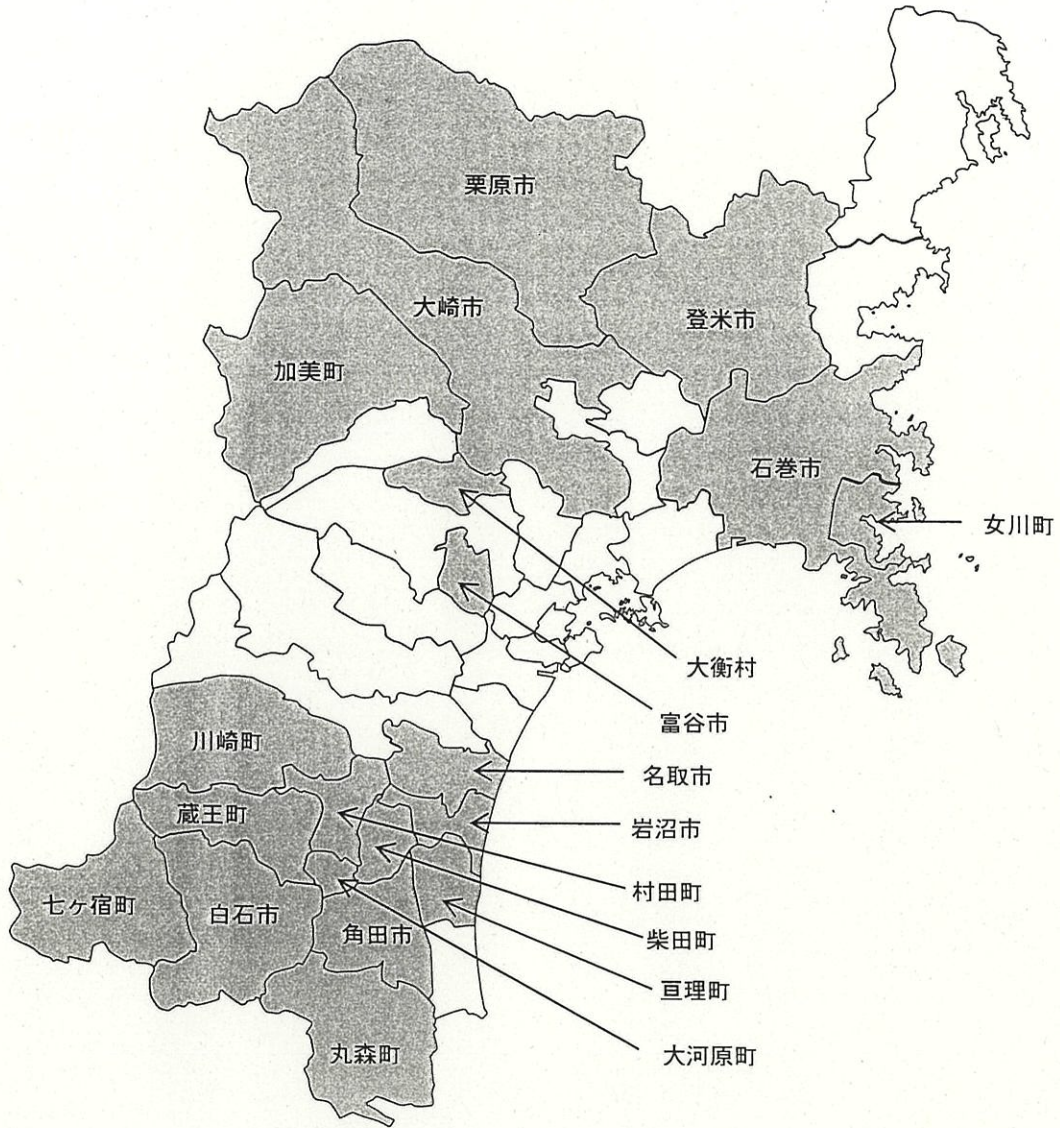 栗原市
大崎市
登米市
加美町
石巻市
女川町
大衡村
富谷市
川崎町
名取市
蔵王町
岩沼市
村田町
七ヶ宿町
白石市
角田市
柴田町
亘理町
丸森町
大河原町